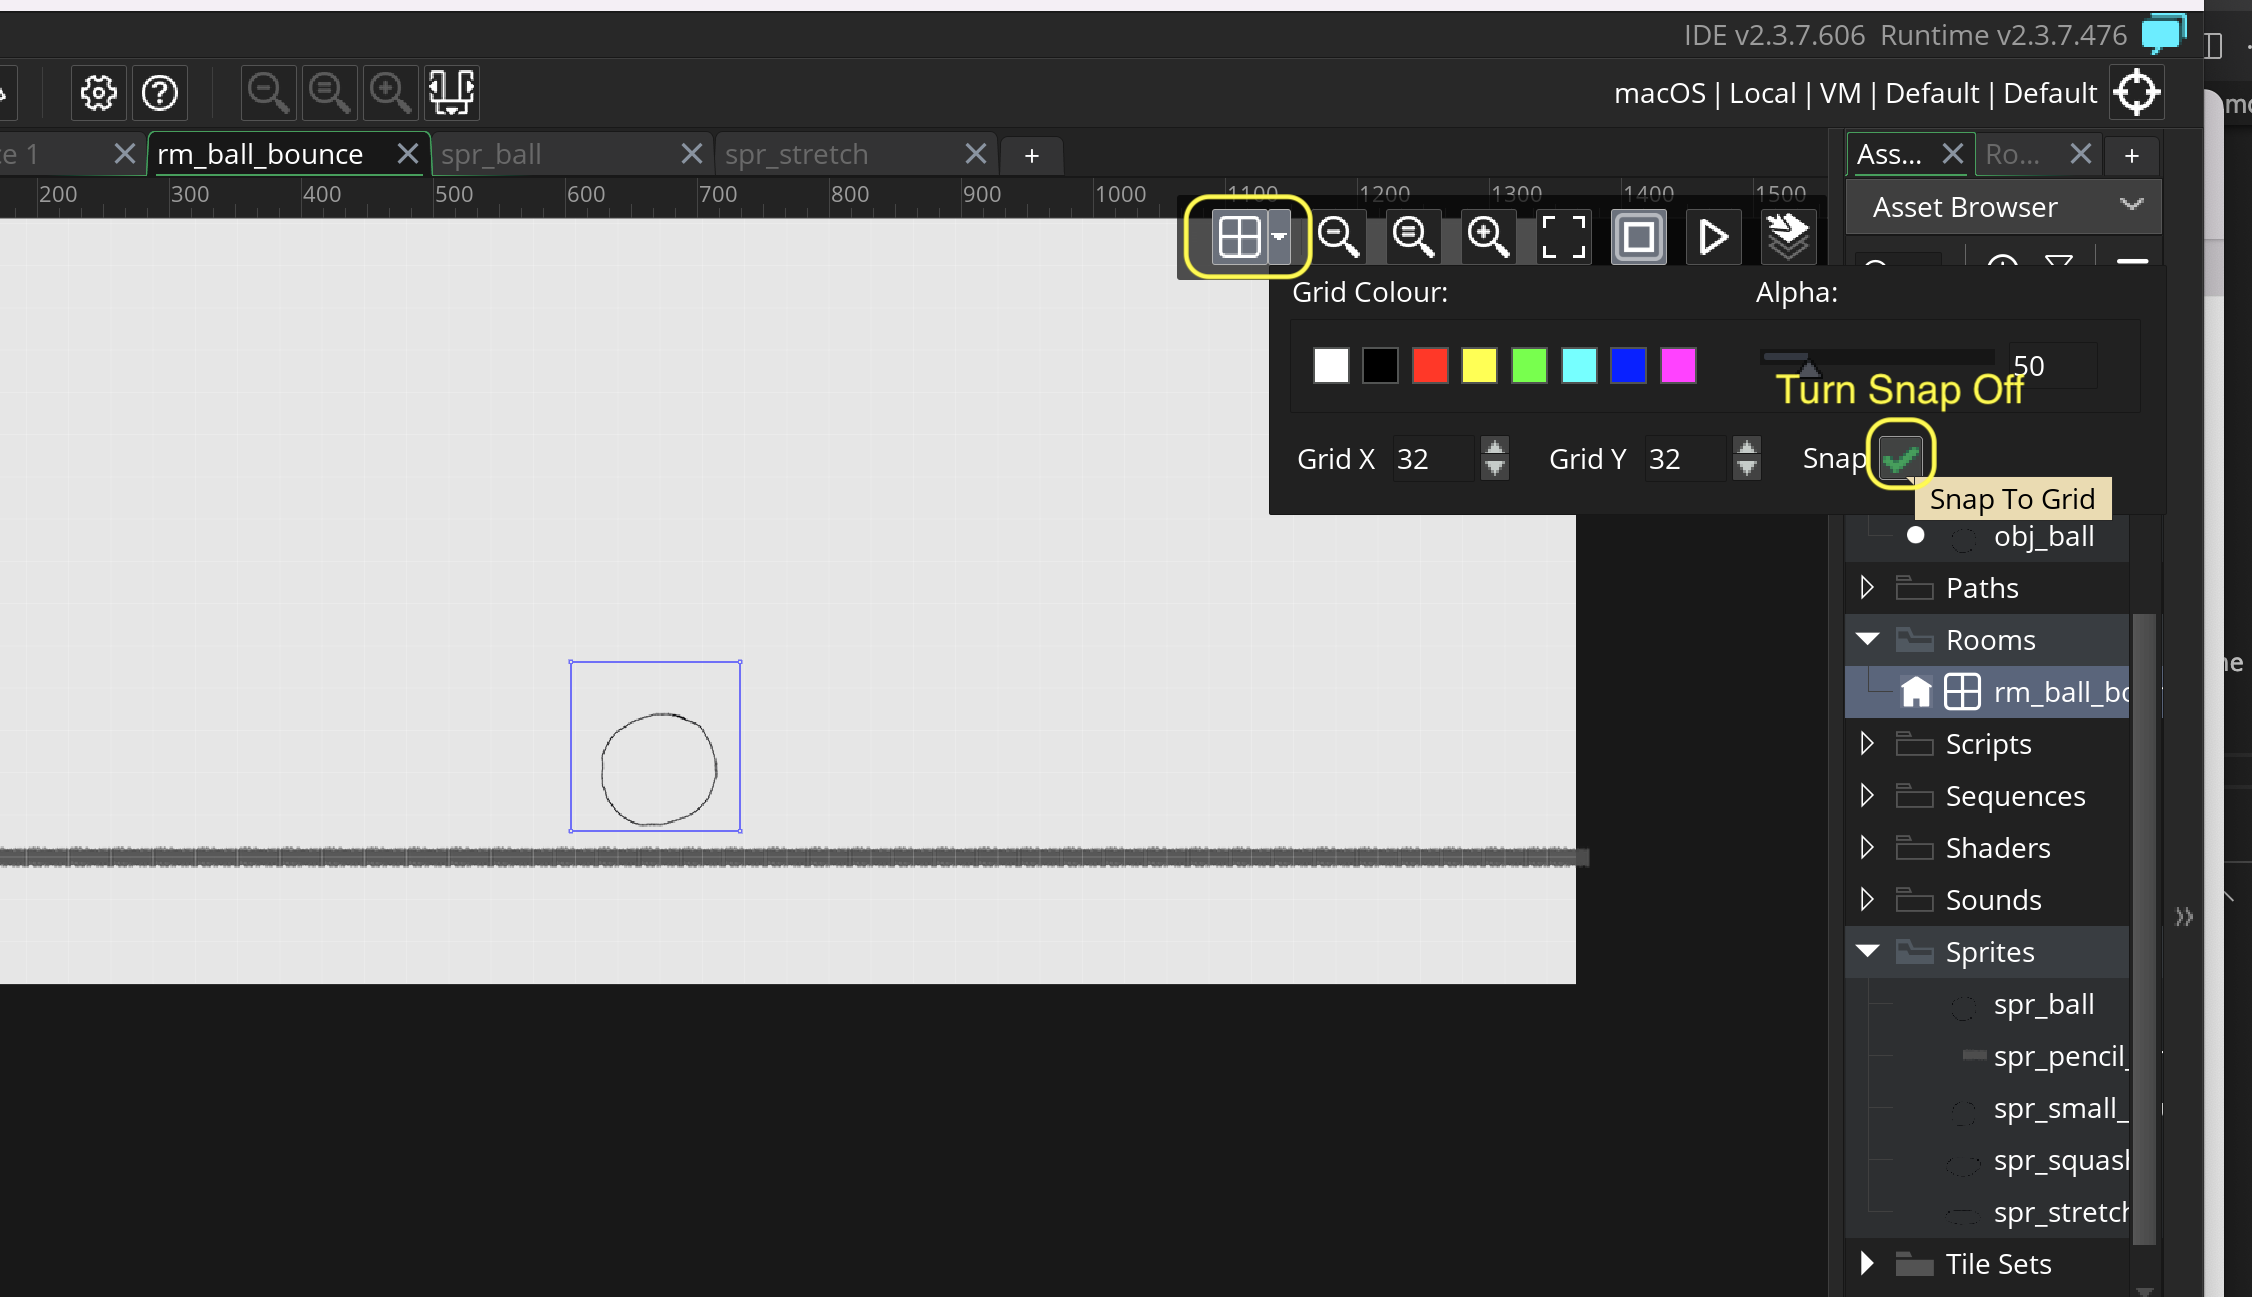 IDE v2.3.7.606 Runtime v2.3.7.476
macOS | Local | VM | Default | Default
e 1
rm_ball_bounce
spr_ball
spr_stretch
+
Ass...
Ro...
+
200 300 400 500 600 700 800 900 1000 1100 1200 1300 1400 1500
Asset Browser
Grid Colour:
Alpha:
50
Turn Snap Off
Grid X 32
Grid Y 32
Snap
Snap To Grid
obj_ball
Paths
Rooms
rm_ball_bo
Scripts
Sequences
Shaders
Sounds
Sprites
spr_ball
spr_pencil_
spr_small_
spr_squash
spr_stretch
Tile Sets